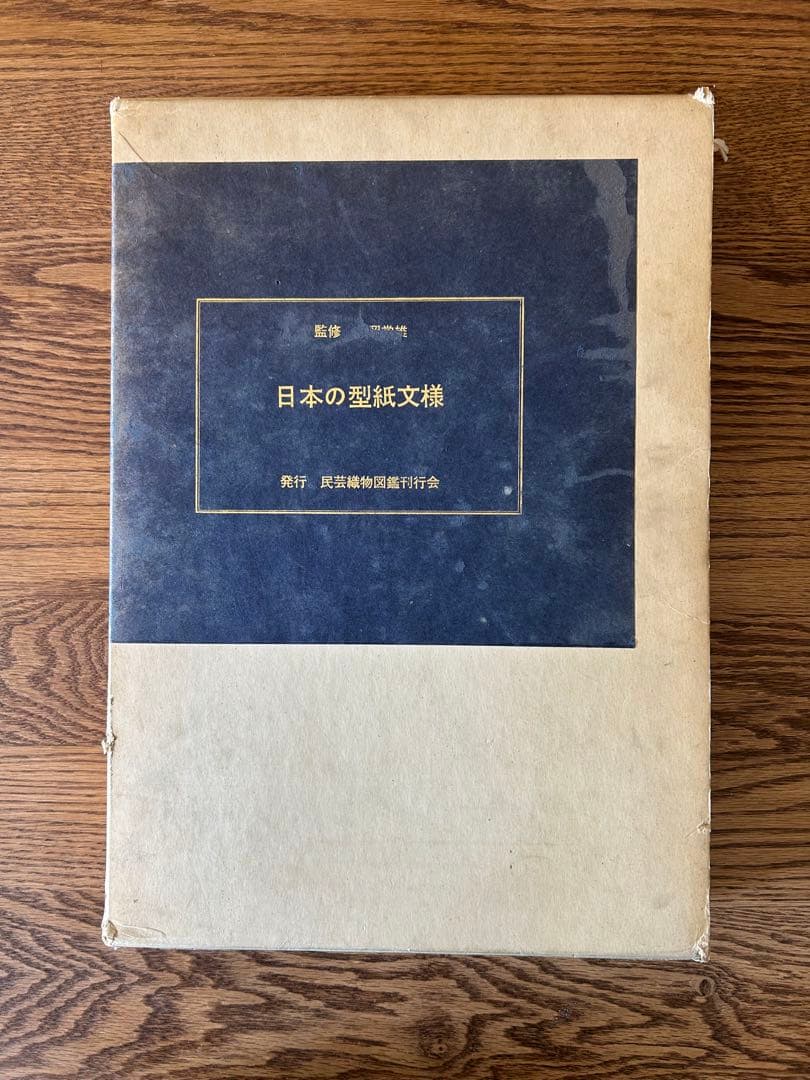 監修
日本の型紙文様
発行 民芸織物図鑑刊行会